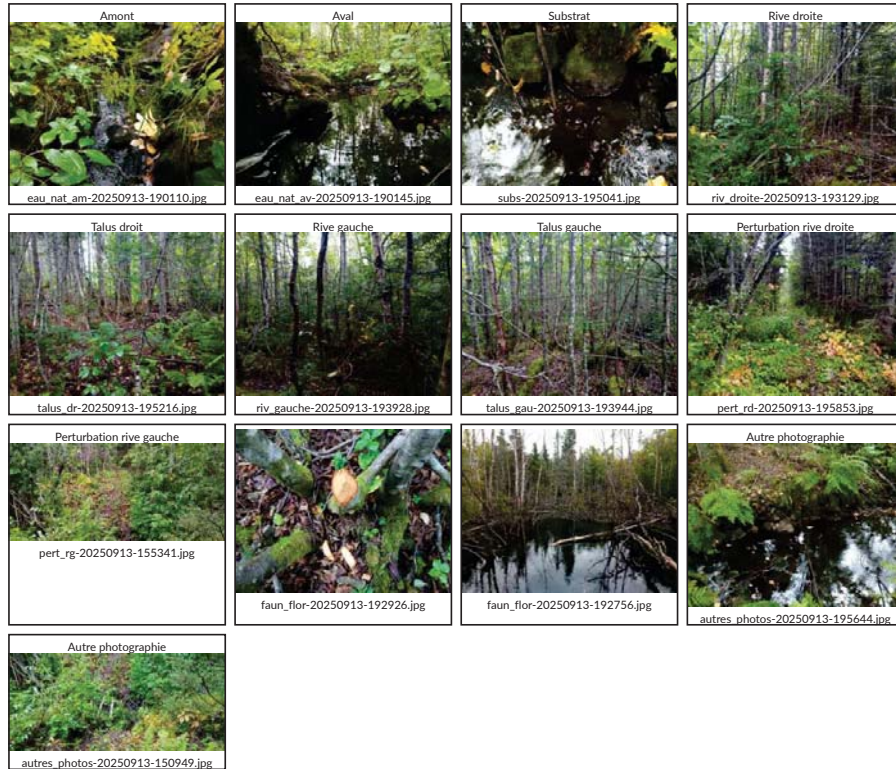 Amont
Aval
Substrat
Rive droite
eau_nat_am-20250913-190110.jpg
eau_nat_av-20250913-190145.jpg
subs-20250913-195041.jpg
riv_droite-20250913-193129.jpg
Talus droit
Rive gauche
Talus gauche
Perturbation rive droite
talus_dr-20250913-195216.jpg
riv_gauche-20250913-193928.jpg
talus_gau-20250913-193944.jpg
pert_rd-20250913-195853.jpg
Perturbation rive gauche
Autre photographie
pert_rg-20250913-155341.jpg
faun_flor-20250913-192926.jpg
faun_flor-20250913-192756.jpg
autres_photos-20250913-195644.jpg
Autre photographie
autres_photos-20250913-150949.jpg